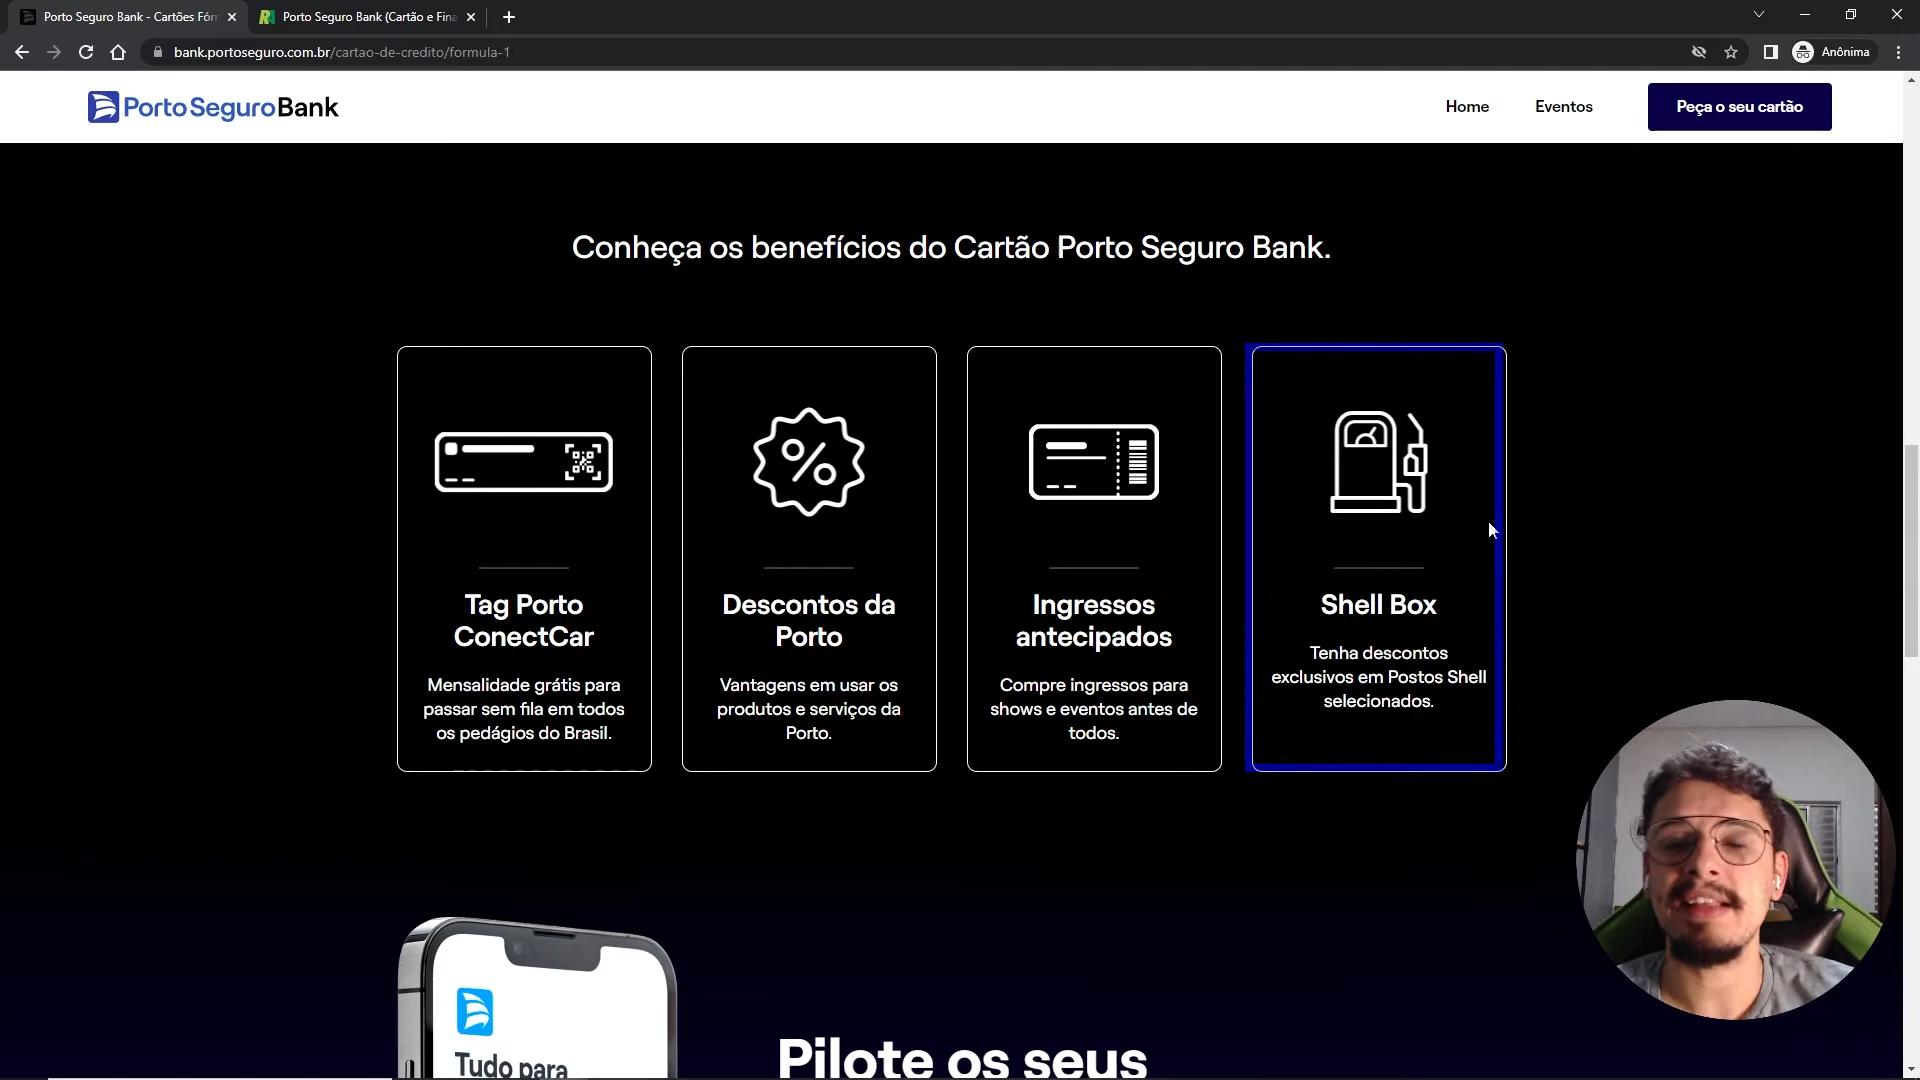 Porto Seguro Bank - Cartões Fór
Porto Seguro Bank (Cartão e Fina
bank.portoseguro.com.br/cartao-de-credito/formula-1
Anônima
PortoSeguroBank
Home
Eventos
Peça o seu cartão
Conheça os benefícios do Cartão Porto Seguro Bank.
Tag Porto
ConectCar
Mensalidade grátis para
passar sem fila em todos
os pedágios do Brasil.
Descontos da
Porto
Vantagens em usar os
produtos e serviços da
Porto.
Ingressos
antecipados
Compre ingressos para
shows e eventos antes de
todos.
Shell Box
Tenha descontos
exclusivos em Postos Shell
selecionados.
Tudo para
Pilote os seus